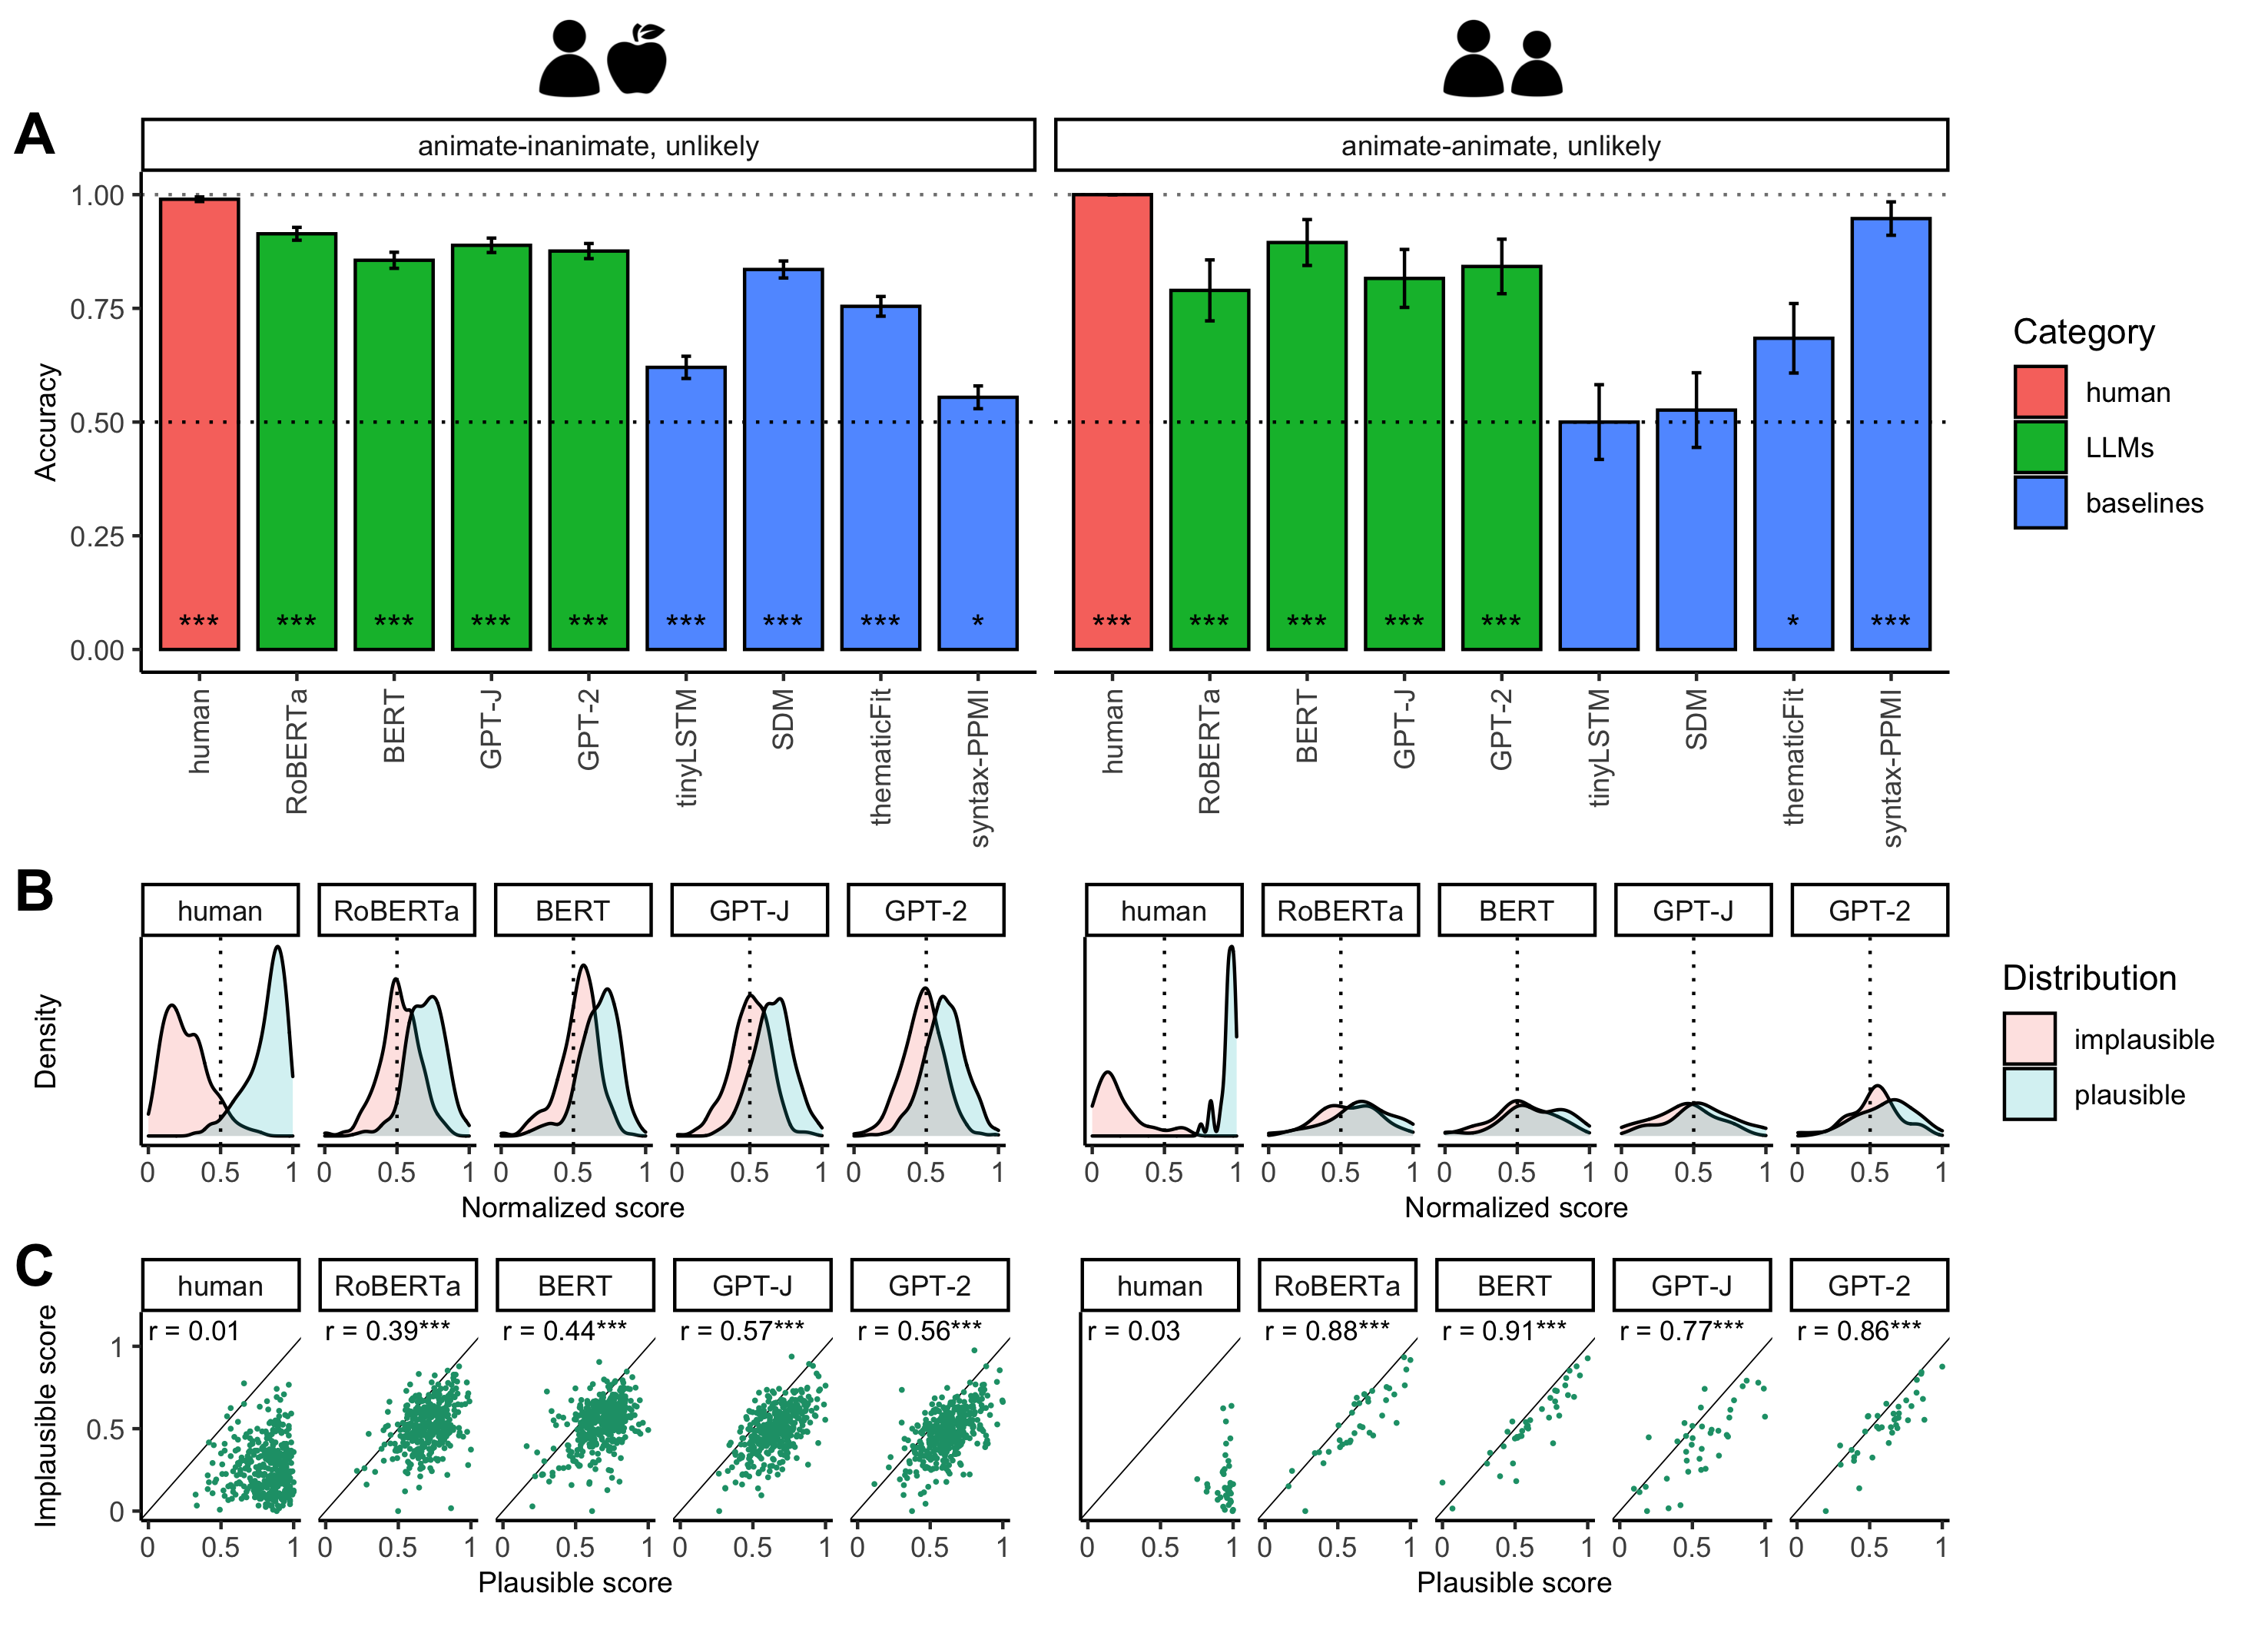 A
animate-inanimate, unlikely
animate-animate, unlikely
Accuracy
1.00
0.75
0.50
0.25
0.00
*** *** *** *** *** *** *** *** *
*** *** *** *** *** * ***
human RoBERTa BERT GPT-J GPT-2 tinyLSTM SDM thematicFit syntax-PPMI
human RoBERTa BERT GPT-J GPT-2 tinyLSTM SDM thematicFit syntax-PPMI
Category
human
LLMs
baselines
B
human RoBERTa BERT GPT-J GPT-2
human RoBERTa BERT GPT-J GPT-2
Density
0 0.5 1 0 0.5 1 0 0.5 1 0 0.5 1 0 0.5 1
0 0.5 1 0 0.5 1 0 0.5 1 0 0.5 1 0 0.5 1
Normalized score
Normalized score
Distribution
implausible
plausible
C
human RoBERTa BERT GPT-J GPT-2
human RoBERTa BERT GPT-J GPT-2
r = 0.01 r = 0.39*** r = 0.44*** r = 0.57*** r = 0.56***
r = 0.03 r = 0.88*** r = 0.91*** r = 0.77*** r = 0.86***
Implausible score
1
0.5
0
0 0.5 1 0 0.5 1 0 0.5 1 0 0.5 1 0 0.5 1
0 0.5 1 0 0.5 1 0 0.5 1 0 0.5 1 0 0.5 1
Plausible score
Plausible score